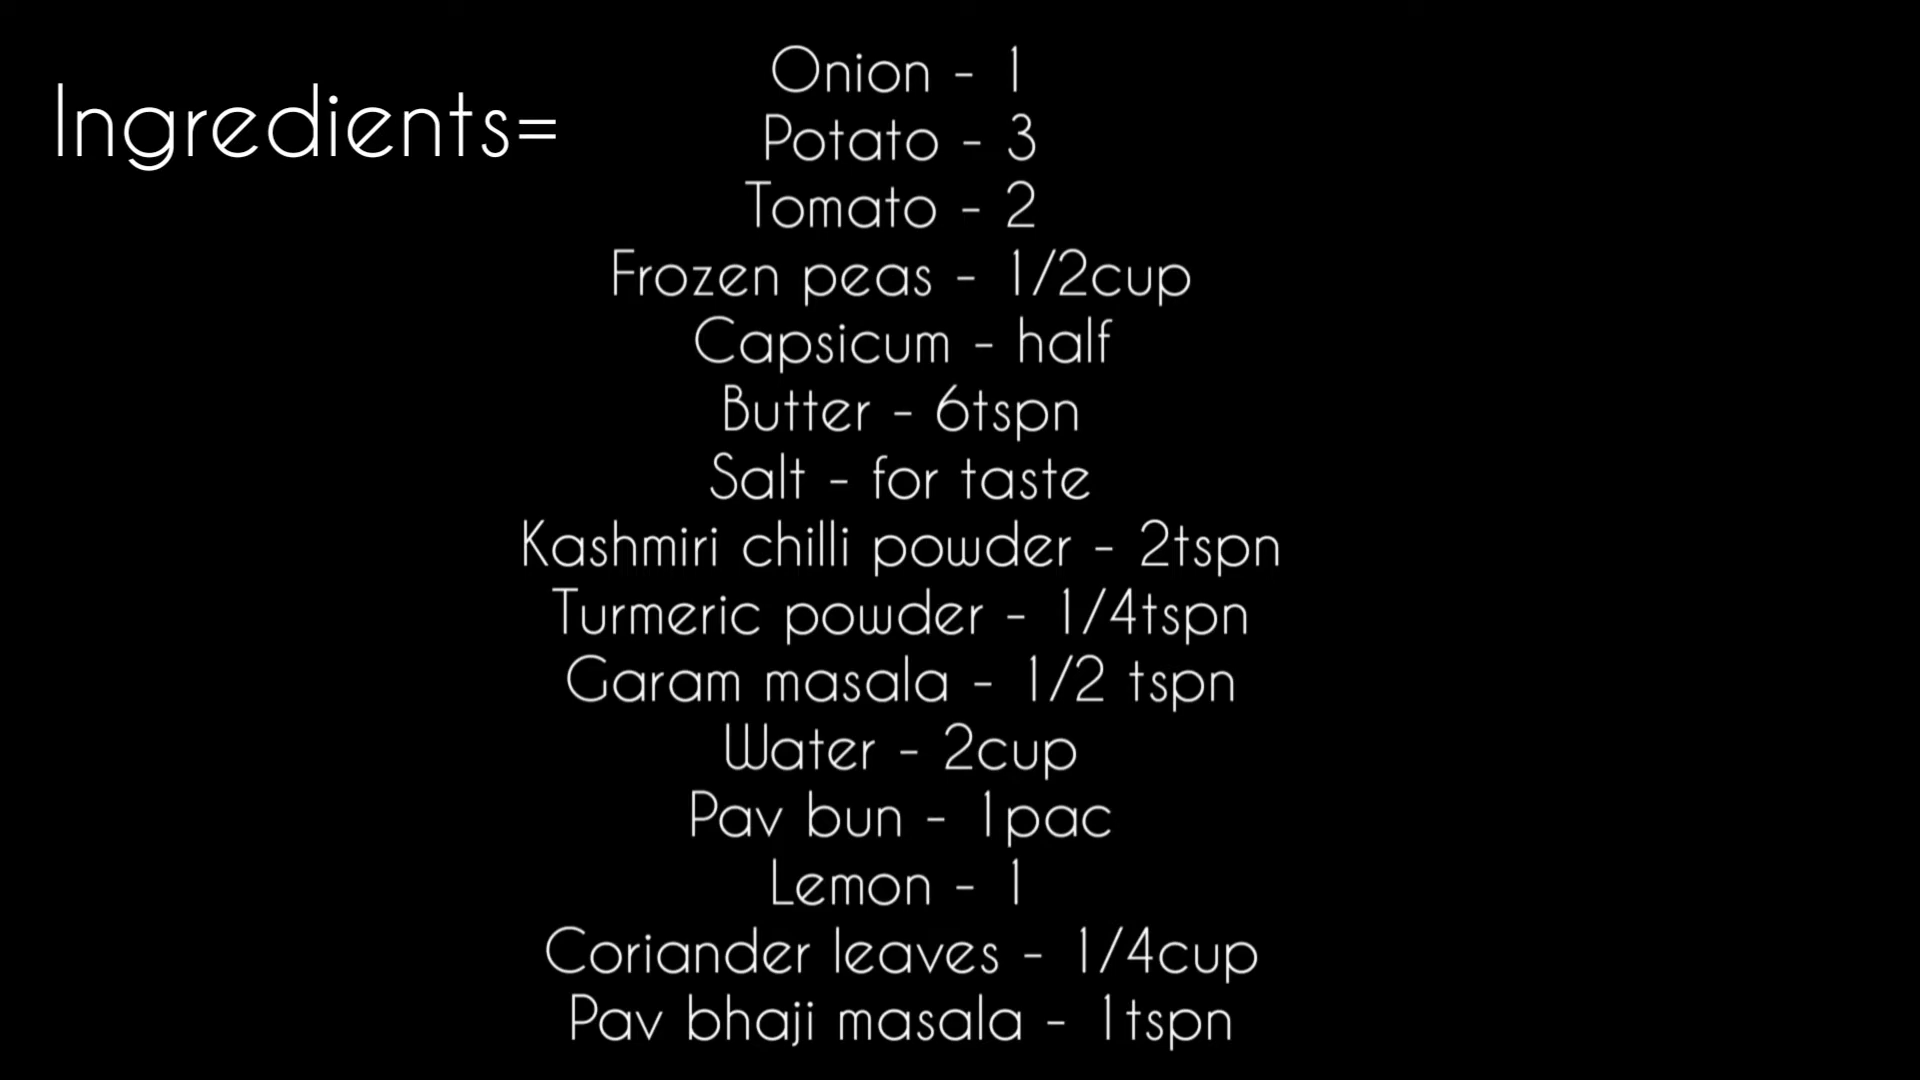 Ingredients=
Onion - 1
Potato - 3
Tomato - 2
Frozen peas - 1/2cup
Capsicum - half
Butter - 6tspn
Salt - for taste
Kashmiri chilli powder - 2tspn
Turmeric powder - 1/4tspn
Garam masala - 1/2 tspn
Water - 2cup
Pav bun - 1pac
Lemon - 1
Coriander leaves - 1/4cup
Pav bhaji masala - 1tspn